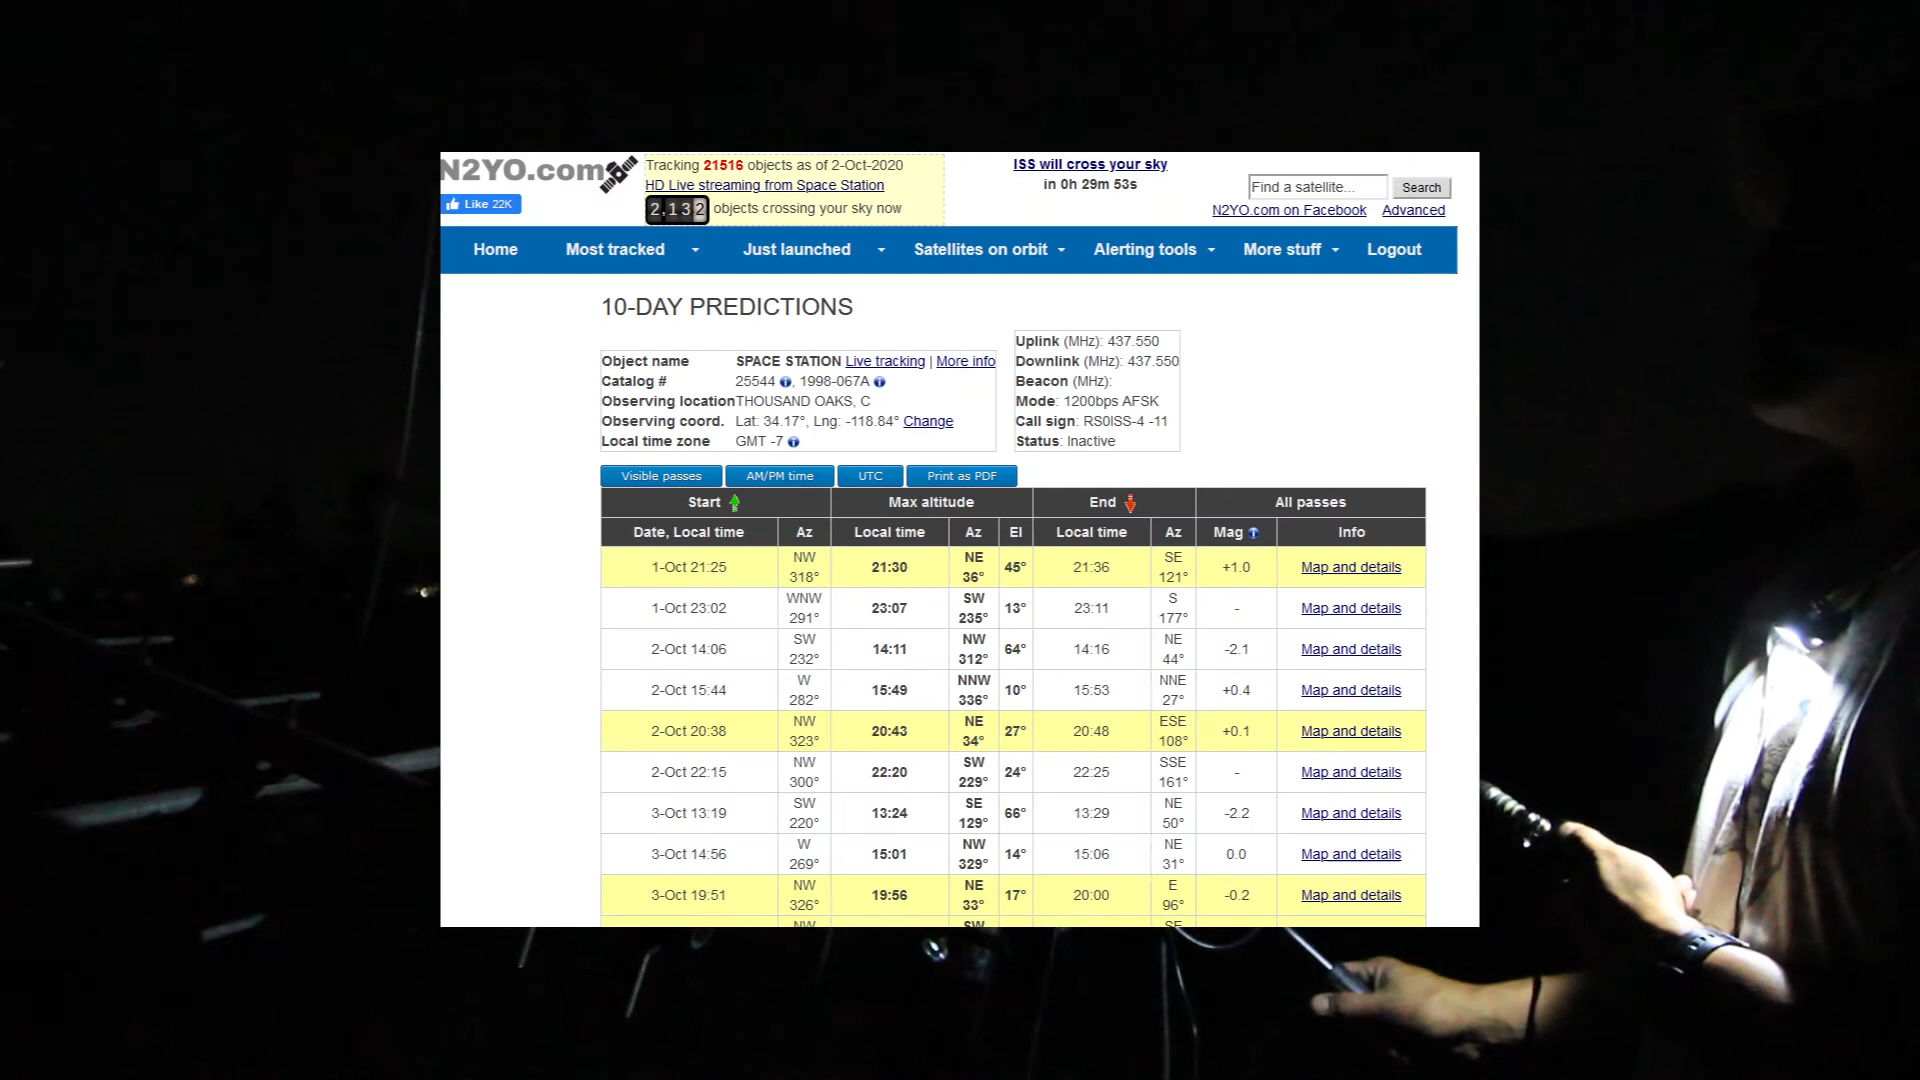 N2YO.com
Tracking 21516 objects as of 2-Oct-2020
HD Live streaming from Space Station
2,132 objects crossing your sky now
Like 22K
ISS will cross your sky
in 0h 29m 53s
Find a satellite... Search
N2YO.com on Facebook Advanced
Home Most tracked Just launched Satellites on orbit Alerting tools More stuff Logout
10-DAY PREDICTIONS
Object name SPACE STATION Live tracking | More info
Catalog # 25544 , 1998-067A
Observing location THOUSAND OAKS, C
Observing coord. Lat: 34.17°, Lng: -118.84° Change
Local time zone GMT -7
Uplink (MHz): 437.550
Downlink (MHz): 437.550
Beacon (MHz):
Mode: 1200bps AFSK
Call sign: RS0ISS-4 -11
Status: Inactive
Visible passes AM/PM time UTC Print as PDF
Start Max altitude End All passes
Date, Local time Az Local time Az El Local time Az Mag Info
1-Oct 21:25 NW 318° 21:30 NE 36° 45° 21:36 SE 121° +1.0 Map and details
1-Oct 23:02 WNW 291° 23:07 SW 235° 13° 23:11 S 177° - Map and details
2-Oct 14:06 SW 232° 14:11 NW 312° 64° 14:16 NE 44° -2.1 Map and details
2-Oct 15:44 W 282° 15:49 NNW 336° 10° 15:53 NNE 27° +0.4 Map and details
2-Oct 20:38 NW 323° 20:43 NE 34° 27° 20:48 ESE 108° +0.1 Map and details
2-Oct 22:15 NW 300° 22:20 SW 229° 24° 22:25 SSE 161° - Map and details
3-Oct 13:19 SW 220° 13:24 SE 129° 66° 13:29 NE 50° -2.2 Map and details
3-Oct 14:56 W 269° 15:01 NW 329° 14° 15:06 NE 31° 0.0 Map and details
3-Oct 19:51 NW 326° 19:56 NE 33° 17° 20:00 E 96° -0.2 Map and details
NW SW SE